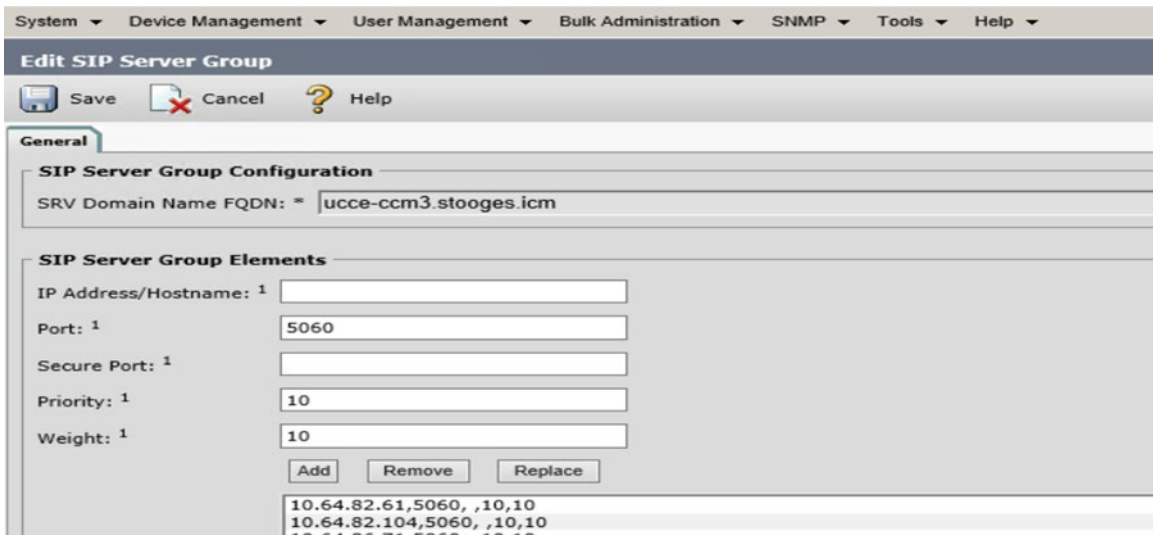 System Device Management User Management Bulk Administration SNMP Tools Help
Edit SIP Server Group
Save Cancel Help
General
SIP Server Group Configuration
SRV Domain Name FQDN: * ucce-ccm3.stooges.icm
SIP Server Group Elements
IP Address/Hostname: 1
Port: 1 5060
Secure Port: 1
Priority: 1 10
Weight: 1 10
Add Remove Replace
10.64.82.61,5060, ,10,10
10.64.82.104,5060, ,10,10